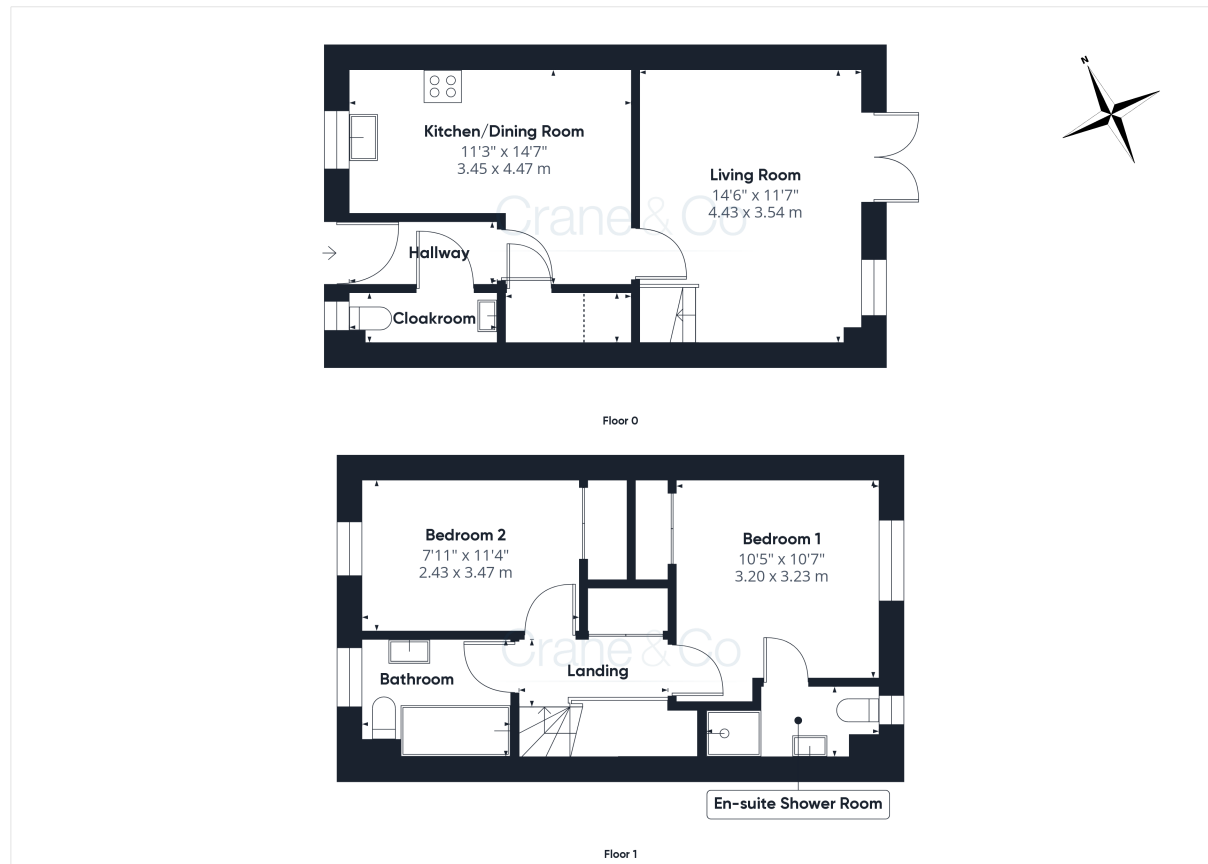 N
Kitchen/Dining Room
11'3" x 14'7"
3.45 x 4.47 m
Living Room
14'6" x 11'7"
4.43 x 3.54 m
Crane & Co
Hallway
Cloakroom
Floor 0
Bedroom 2
7'11" x 11'4"
2.43 x 3.47 m
Bedroom 1
10'5" x 10'7"
3.20 x 3.23 m
Crane & Co
Landing
Bathroom
En-suite Shower Room
Floor 1